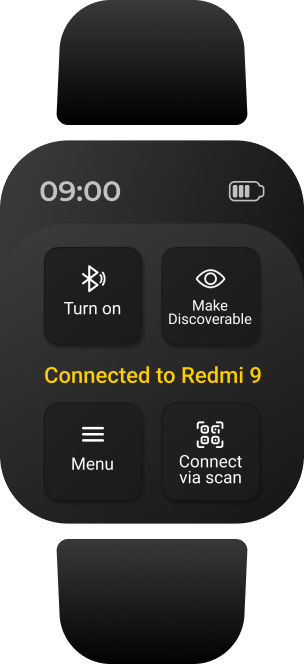 09:00
Turn on
Make
Discoverable
Connected to Redmi 9
Menu
Connect
via scan